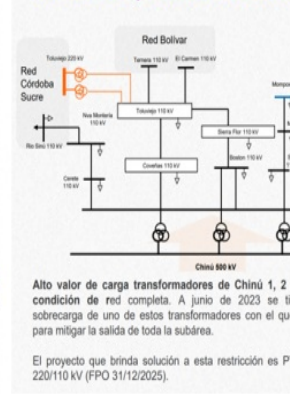 Red Bolívar
Toluviejo 220 kV
Tamera 110 kV
El Carmen 110 kV
Red
Córdoba
Sucre
Mompox
Nva Montería
110 kV
Toluviejo 110 kV
Sierra Flor 110 kV
Rio Sinú 110 kV
Coveñas 110 kV
Boston 110 kV
Cereté
110 kV
Chinú 500 kV
Alto valor de carga transformadores de Chinú 1, 2
condición de red completa. A junio de 2023 se ti
sobrecarga de uno de estos transformadores con el qu
para mitigar la salida de toda la subárea.
El proyecto que brinda solución a esta restricción es P
220/110 kV (FPO 31/12/2025).